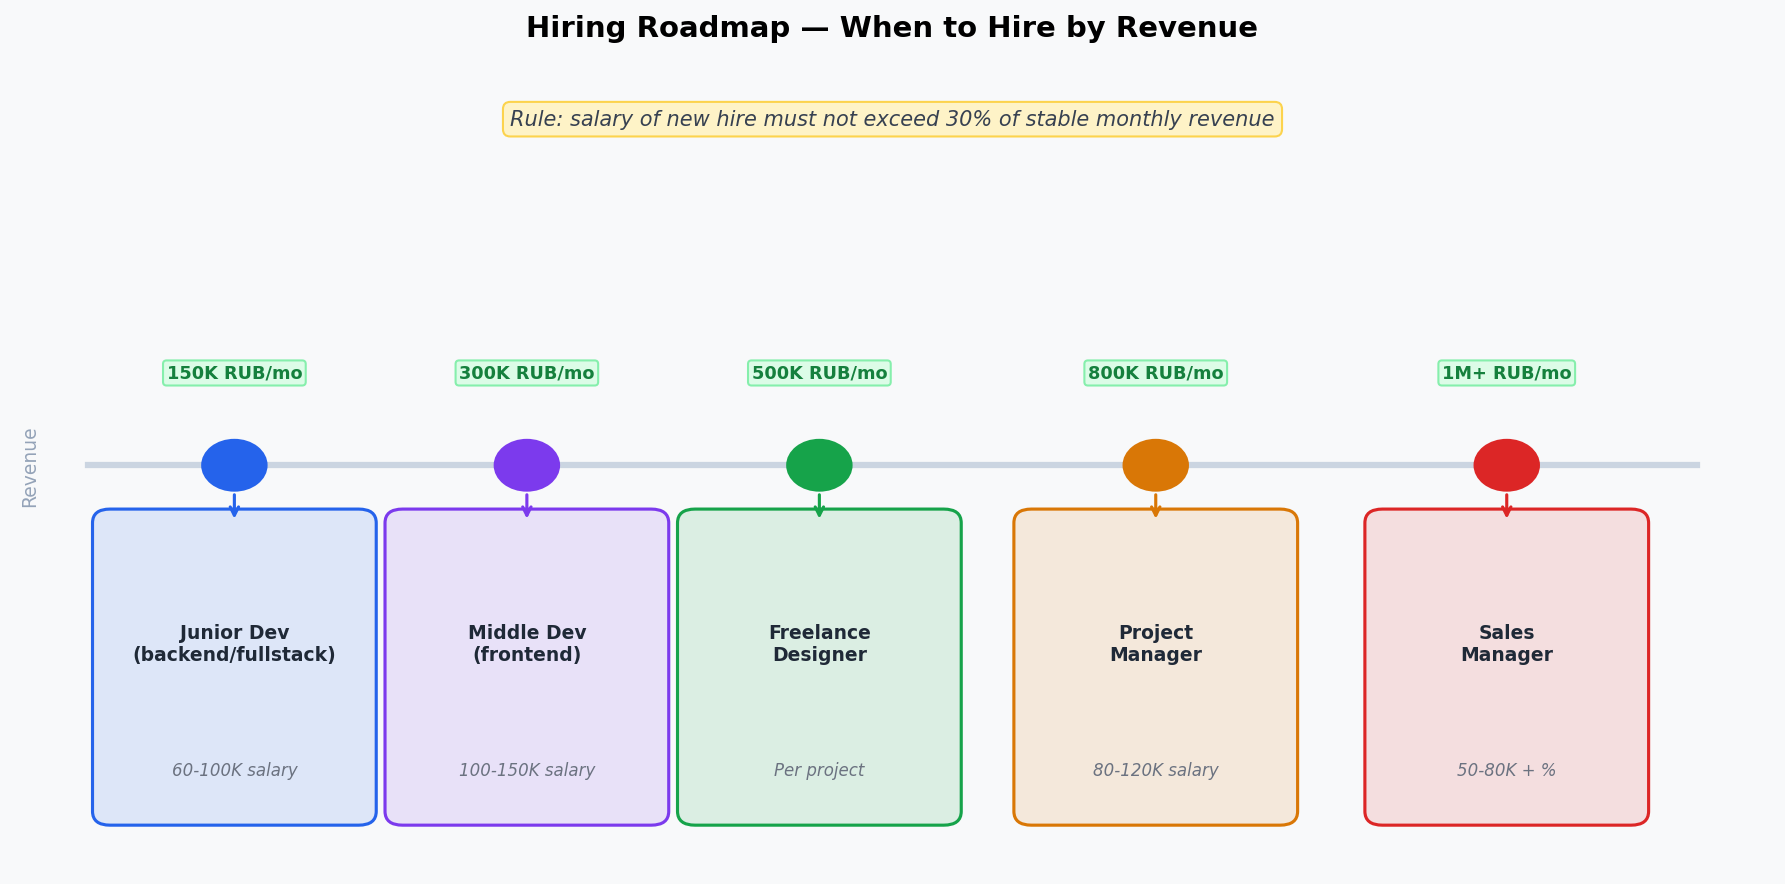 Hiring Roadmap — When to Hire by Revenue
Rule: salary of new hire must not exceed 30% of stable monthly revenue
150K RUB/mo
300K RUB/mo
500K RUB/mo
800K RUB/mo
1M+ RUB/mo
Revenue
Junior Dev
(backend/fullstack)
60-100K salary
Middle Dev
(frontend)
100-150K salary
Freelance
Designer
Per project
Project
Manager
80-120K salary
Sales
Manager
50-80K + %